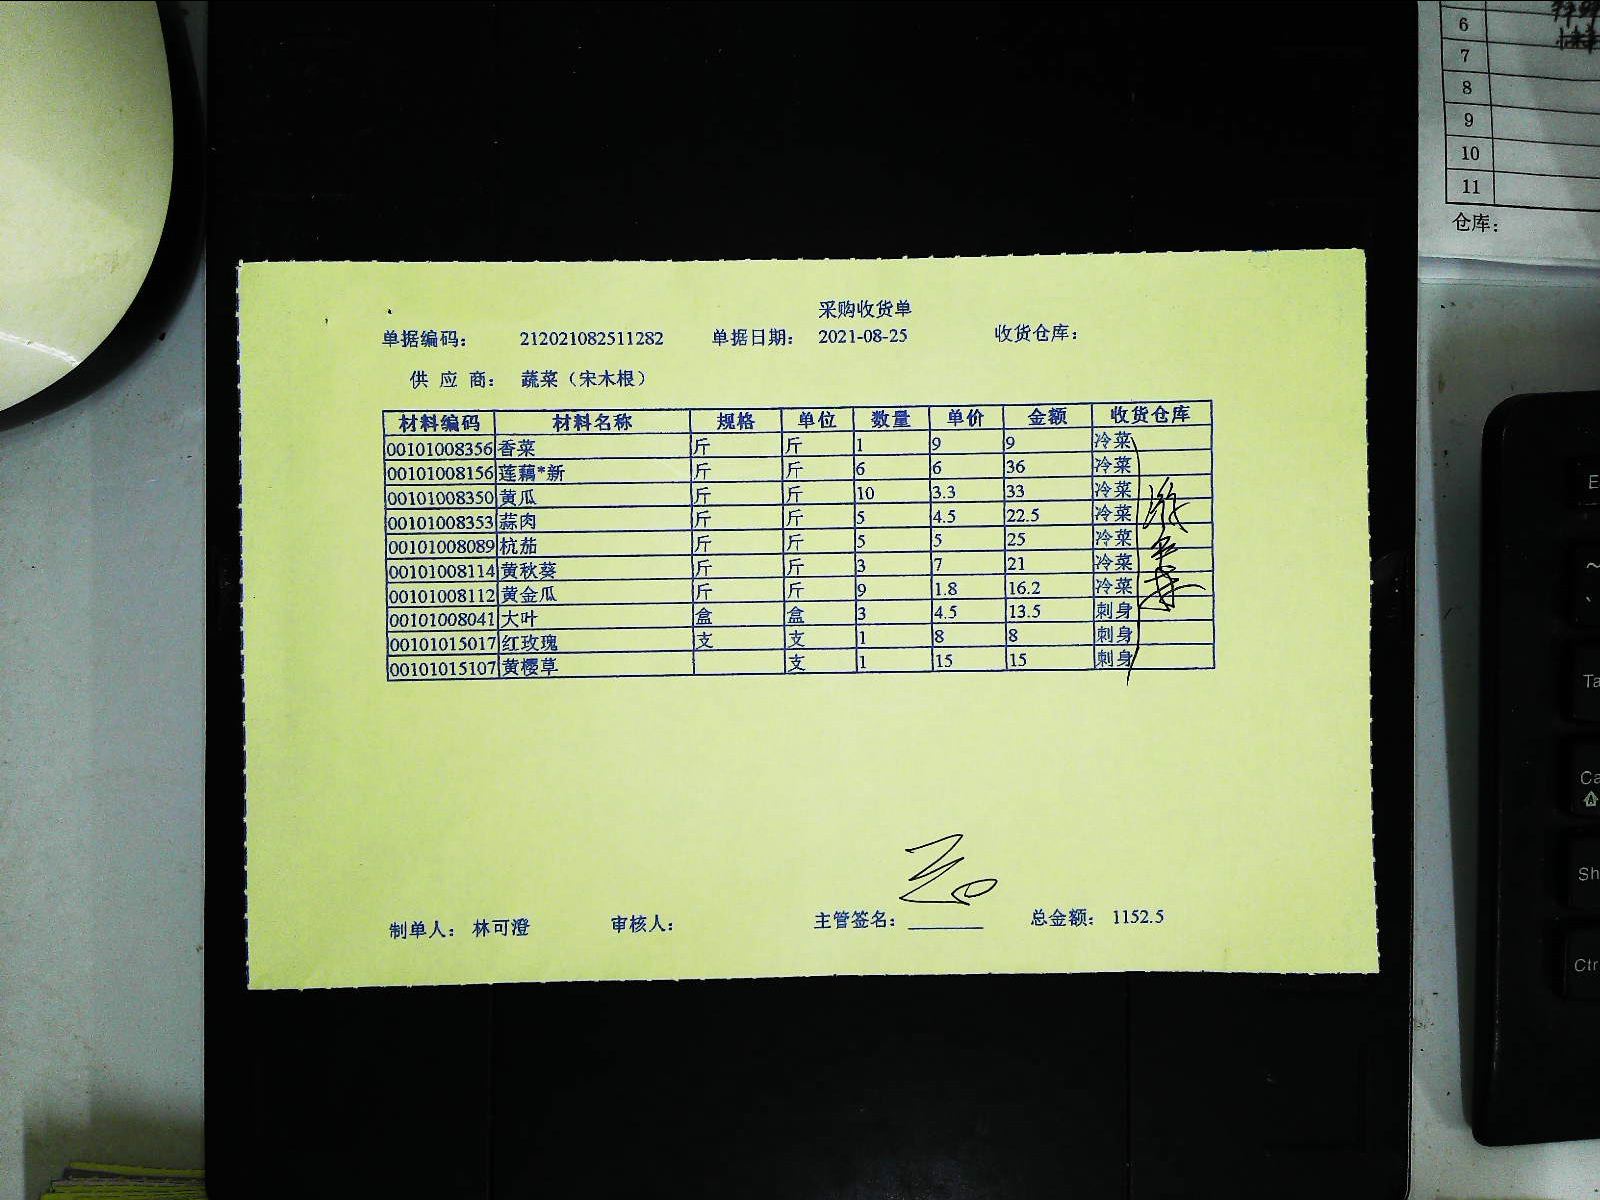 采购收货单
单据编码： 212021082511282 单据日期： 2021-08-25 收货仓库：
供 应 商： 蔬菜（宋木根）
材料编码 材料名称 规格 单位 数量 单价 金额 收货仓库
00101008356 香菜 斤 斤 1 9 9 冷菜
00101008156 莲藕*新 斤 斤 6 6 36 冷菜
00101008350 黄瓜 斤 斤 10 3.3 33 冷菜
00101008353 蒜肉 斤 斤 5 4.5 22.5 冷菜
00101008089 杭茄 斤 斤 5 5 25 冷菜
00101008114 黄秋葵 斤 斤 3 7 21 冷菜
00101008112 黄金瓜 斤 斤 9 1.8 16.2 冷菜
00101008041 大叶 盒 盒 3 4.5 13.5 刺身
00101015017 红玫瑰 支 支 1 8 8 刺身
00101015107 黄樱草 支 1 15 15 刺身
制单人： 林可澄 审核人： 主管签名： 总金额： 1152.5
6
7
8
9
10
11
仓库：
E
~
Ta
Ca
Sh
Ctr